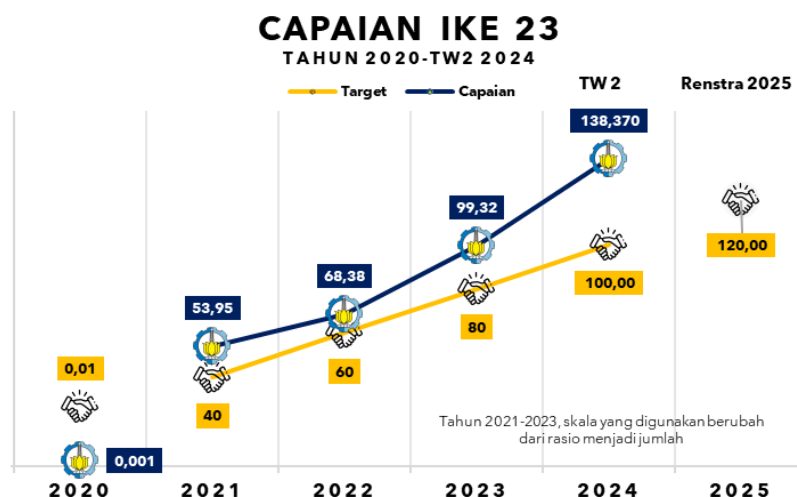 CAPAIAN IKE 23
TAHUN 2020-TW2 2024
Target
Capaian
TW 2
Renstra 2025
138,370
99,32
68,38
53,95
120,00
100,00
80
60
40
0,01
0,001
Tahun 2021-2023, skala yang digunakan berubah
dari rasio menjadi jumlah
2020 2021 2022 2023 2024 2025